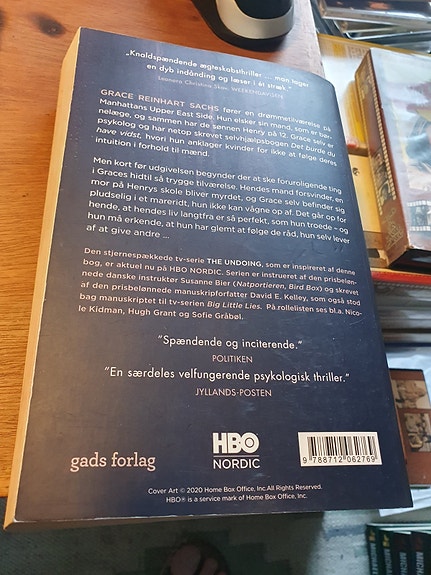 „Knaldspændende ægteskabsthriller .... man tager
en dyb indånding og læser i ét stræk.”
Leonora Christina Skov, WEEKENDAVISEN
GRACE REINHART SACHS fører en drømmetilværelse på
Manhattans Upper East Side. Hun elsker sin mand, som er bør-
nelæge, og sammen har de sønnen Henry på 12. Grace selv er
psykolog og har netop skrevet selvhjælpsbogen Det burde du
have vidst, hvori hun anklager kvinder for ikke at følge deres
intuition i forhold til mænd.
Men kort før udgivelsen begynder der at ske foruroligende ting
i Graces hidtil så trygge tilværelse. Hendes mand forsvinder, en
mor på Henrys skole bliver myrdet, og Grace selv befinder sig
pludselig i et mareridt, hun ikke kan vågne op af. Det går op for
hende, at hendes liv langtfra er så perfekt, som hun troede – og
hun må erkende, at hun har glemt at følge de råd, hun selv lever
af at give andre ...
Den stjernespækkede tv-serie THE UNDOING, som er inspireret af denne
bog, er aktuel nu på HBO NORDIC. Serien er instrueret af den prisbeløn-
nede danske instruktør Susanne Bier (Natportieren, Bird Box) og skrevet
af den prisbelønnede manuskriptforfatter David E. Kelley, som også stod
bag manuskriptet til tv-serien Big Little Lies. På rollelisten ses bl.a. Nico-
le Kidman, Hugh Grant og Sofie Gråbøl.
”Spændende og inciterende.”
POLITIKEN
”En særdeles velfungerende psykologisk thriller.”
JYLLANDS-POSTEN
gads forlag
HBO
NORDIC
9 788712 062769
Cover Art © 2020 Home Box Office, Inc. All Rights Reserved.
HBO® is a service mark of Home Box Office, Inc.
MICHA
MICHA
MICHAEL